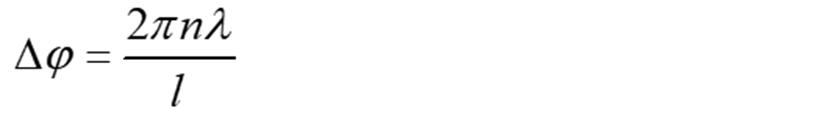 Δφ = 2πnλ / l